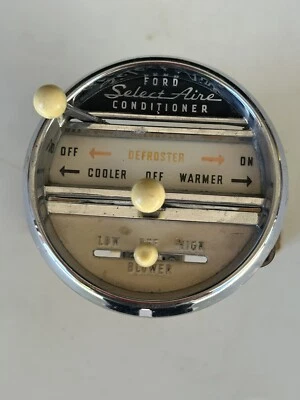 FORD
Select Aire
CONDITIONER
OFF ← DEFROSTER → ON
← COOLER OFF WARMER →
LOW OFF HIGH
BLOWER